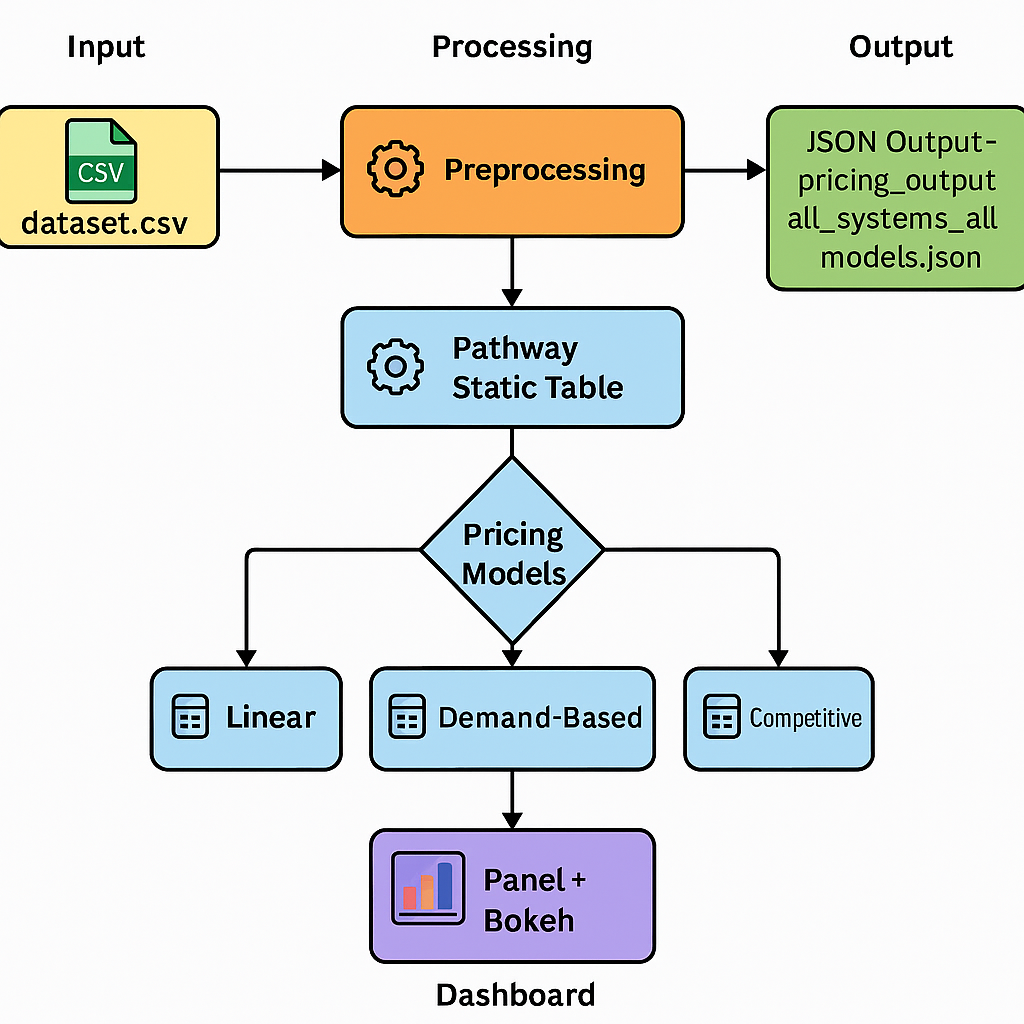 Input
Processing
Output
CSV
dataset.csv
Preprocessing
JSON Output-
pricing_output
all_systems_all
models.json
Pathway
Static Table
Pricing
Models
Linear
Demand-Based
Competitive
Panel +
Bokeh
Dashboard